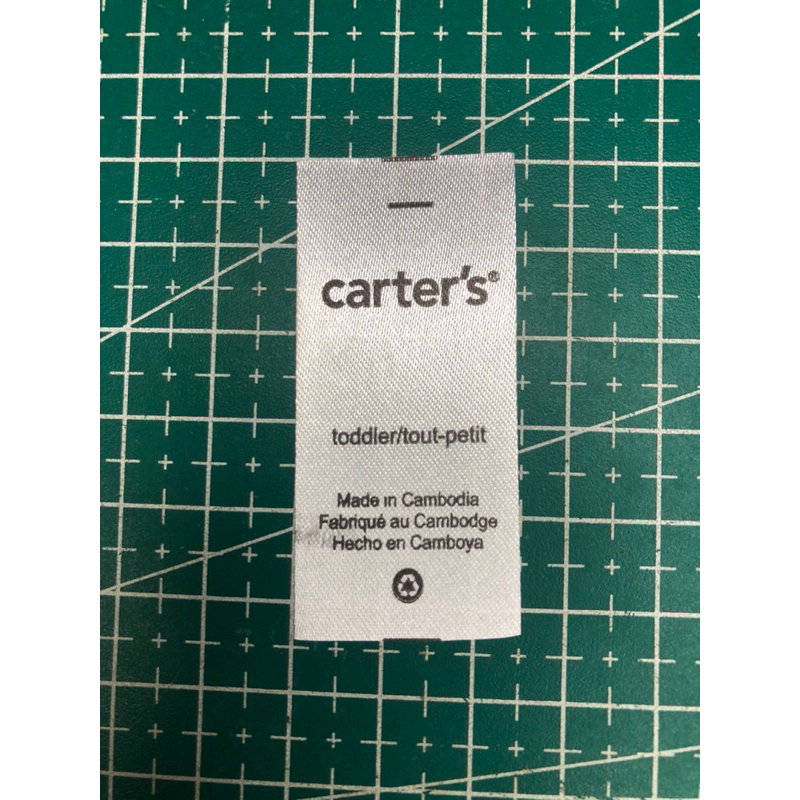 carter's®
toddler/tout-petit
Made in Cambodia
Fabriqué au Cambodge
Hecho en Camboya